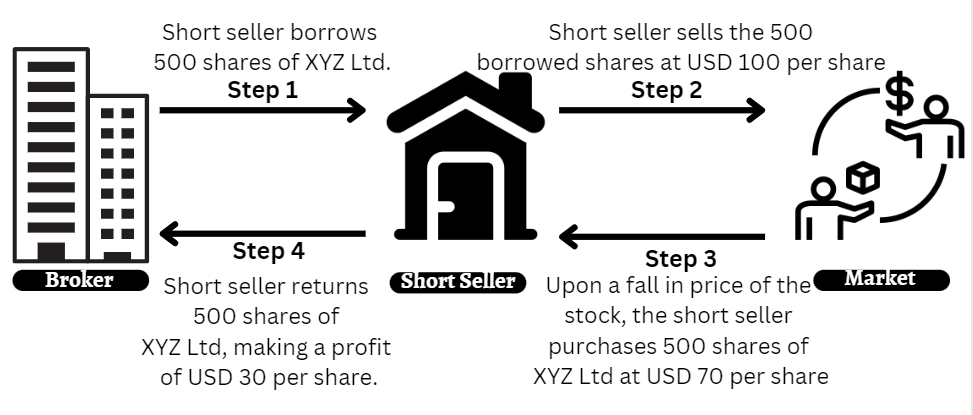 Short seller borrows
500 shares of XYZ Ltd.
Step 1
Short seller sells the 500
borrowed shares at USD 100 per share
Step 2
$
Step 4
Short seller returns
500 shares of
XYZ Ltd, making a profit
of USD 30 per share.
Step 3
Upon a fall in price of the
stock, the short seller
purchases 500 shares of
XYZ Ltd at USD 70 per share
Broker
Short Seller
Market